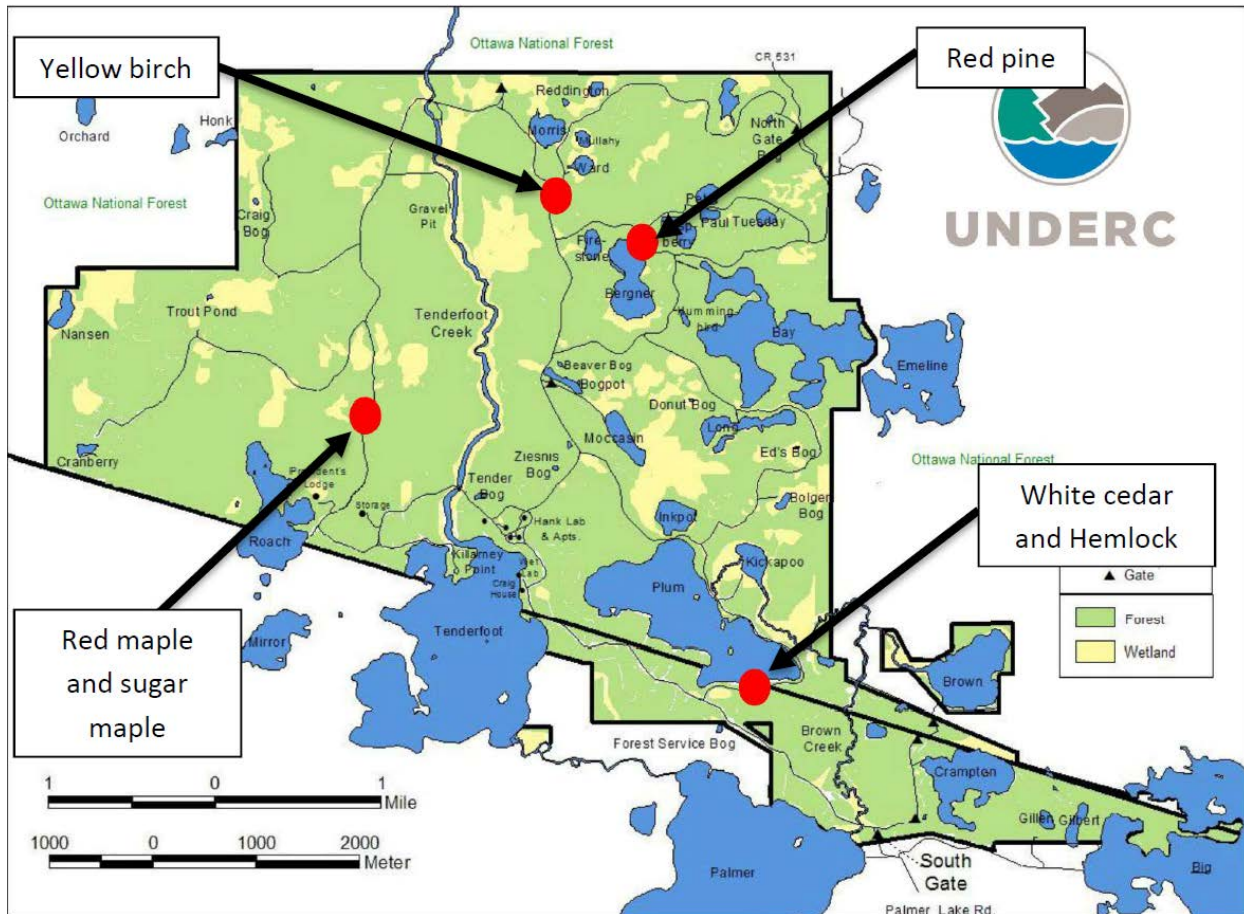 Ottawa National Forest
Yellow birch
Red pine
CR 531
Reddington
Orchard
Honk
Morris
Mullahy
North
Gate
Bog
Ward
Ottawa National Forest
UNDERC
Craig
Bog
Gravel
Pit
Paul
Tuesday
Fire-
stone
berry
Bergner
Trout Pond
Nansen
Tenderfoot
Creek
Humming-
bird
Bay
Emeline
Beaver Bog
Bogpot
Donut Bog
Moccasin
Long
Ed's Bog
Ottawa National Forest
Cranberry
Ziesnis
Bog
President's
Lodge
Tender
Bog
Storage
Bolger
Bog
White cedar
and Hemlock
Hank Lab
& Apts.
Inkpot
Roach
Killarney
Point
Wet
Lab
Craig
House
Plum
Kickapoo
Gate
Forest
Wetland
Red maple
and sugar
maple
Mirror
Tenderfoot
Brown
Forest Service Bog
Brown
Creek
Crampton
1 0 1
Mile
Gillen
Gilbert
1000 0 1000 2000
Meter
South
Gate
Palmer
Big
Palmer Lake Rd.